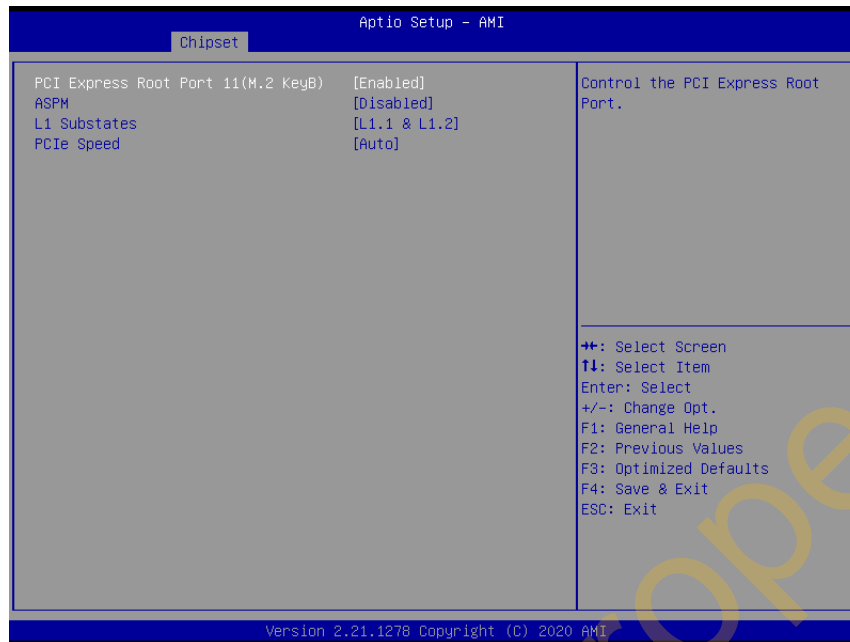 Aptio Setup – AMI
Chipset
PCI Express Root Port 11(M.2 KeyB) [Enabled]
ASPM [Disabled]
L1 Substates [L1.1 & L1.2]
PCIe Speed [Auto]
Control the PCI Express Root
Port.
→←: Select Screen
↑↓: Select Item
Enter: Select
+/-: Change Opt.
F1: General Help
F2: Previous Values
F3: Optimized Defaults
F4: Save & Exit
ESC: Exit
Version 2.21.1278 Copyright (C) 2020 AMI